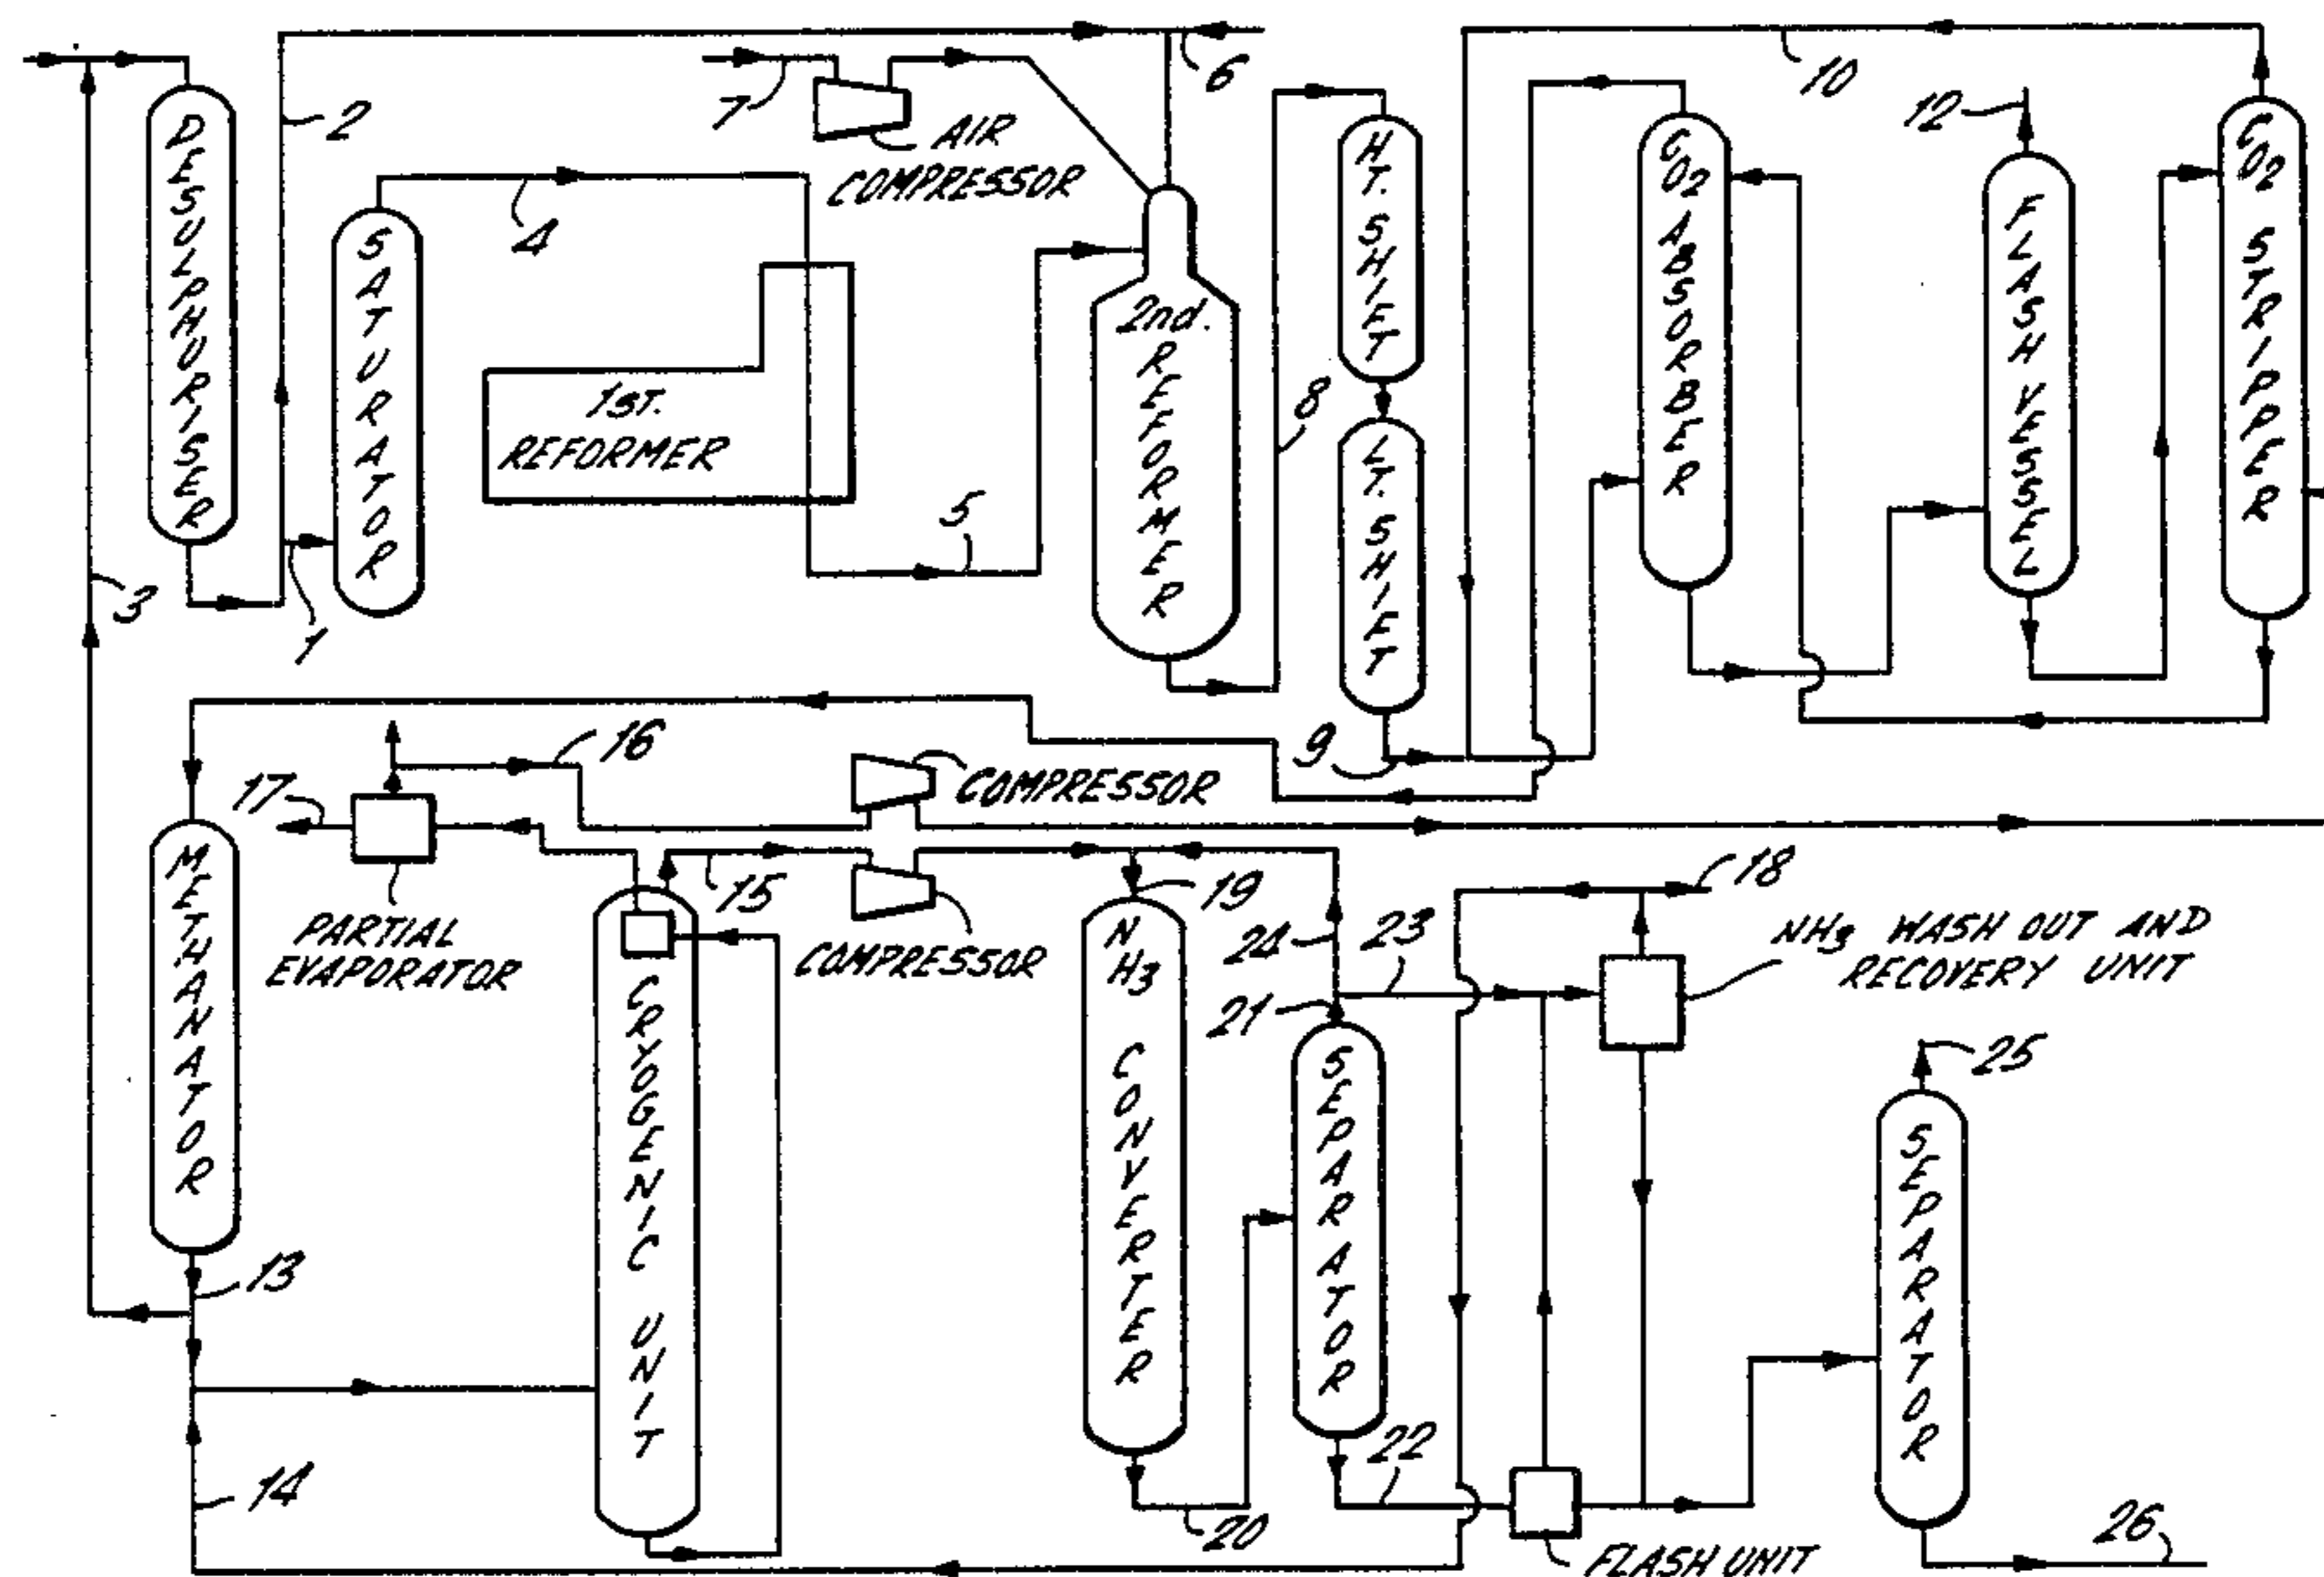 DESULPHURISER
SATURATOR
1
2
3
4
5
6
7
AIR
COMPRESSOR
1ST.
REFORMER
2nd.
REFORMER
8
HT. SHIFT
LT. SHIFT
9
10
CO2 ABSORBER
12
FLASH VESSEL
CO2 STRIPPER
METHANATOR
13
14
17
16
PARTIAL
EVAPORATOR
CRYOGENIC UNIT
15
COMPRESSOR
COMPRESSOR
19
NH3 CONVERTER
20
24
21
23
SEPARATOR
22
18
NH3 WASH OUT AND
RECOVERY UNIT
FLASH UNIT
25
SEPARATOR
26